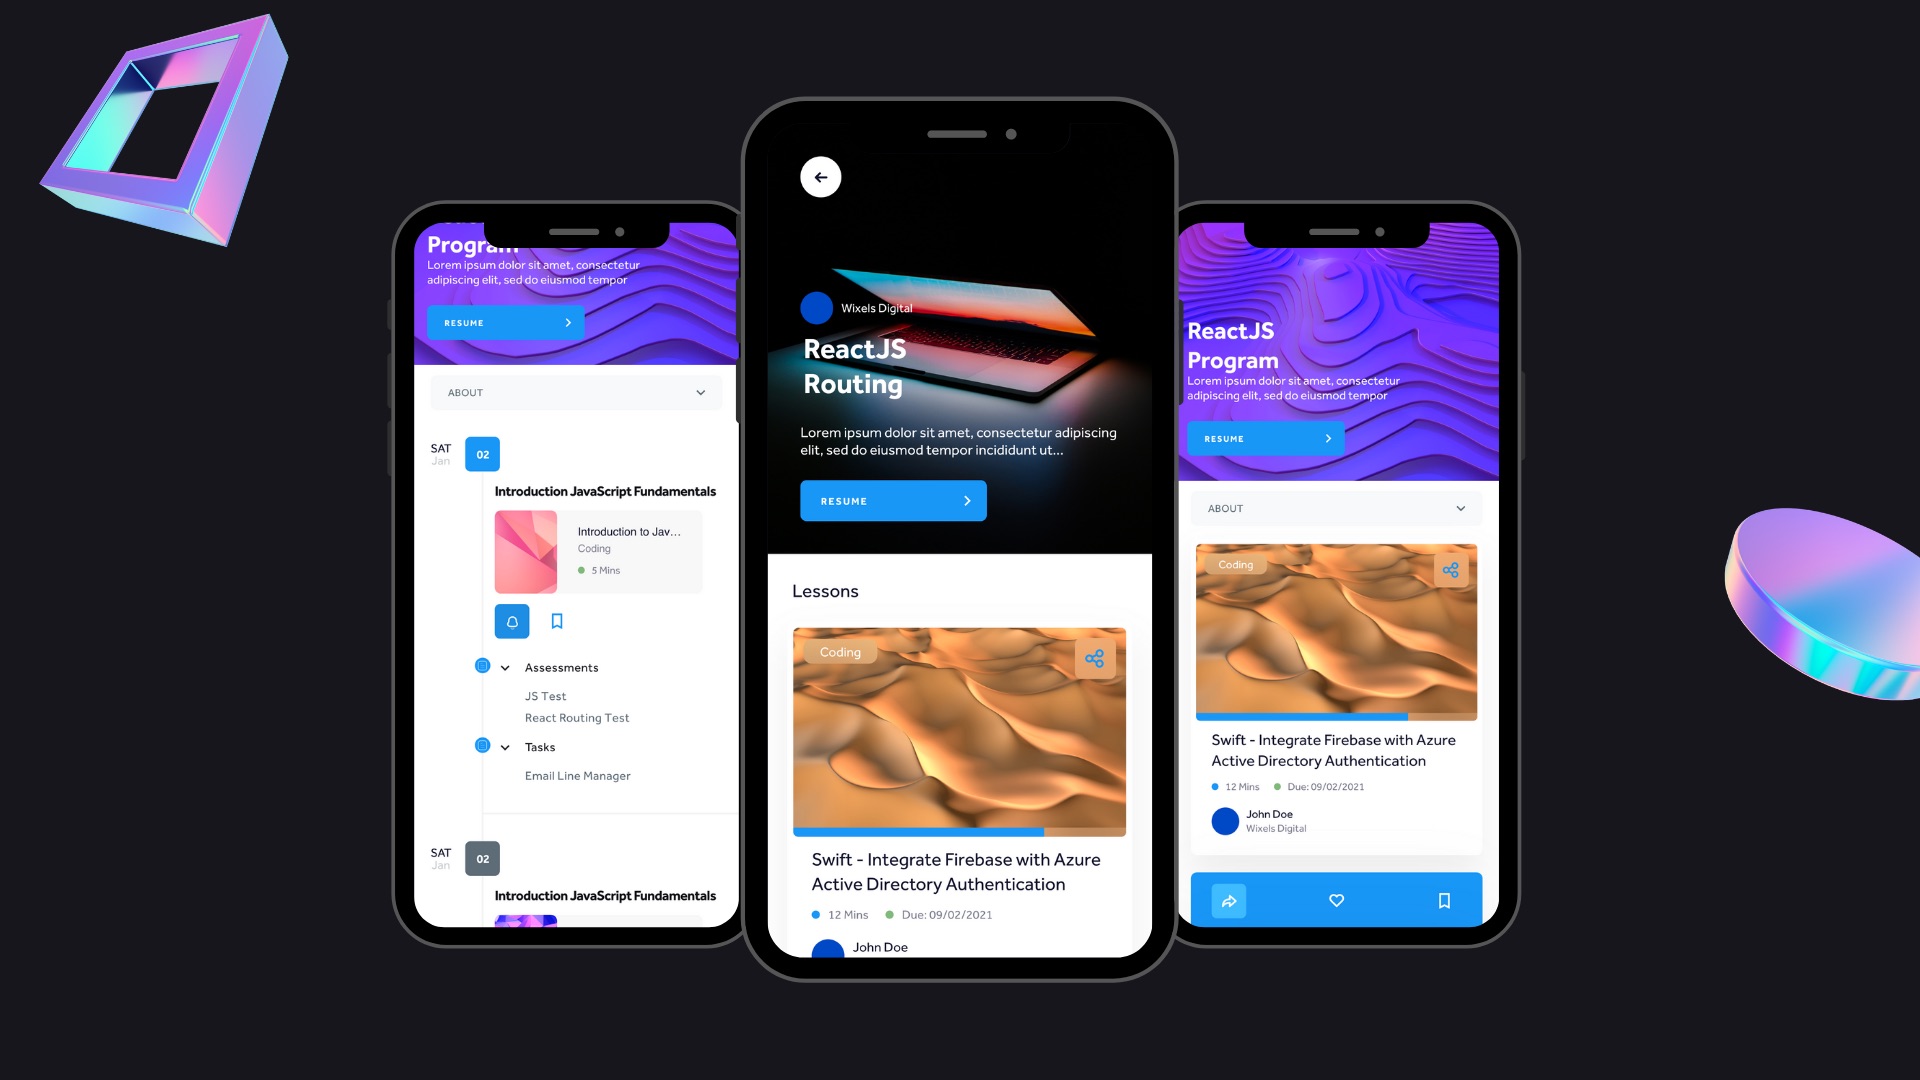 Program
Lorem ipsum dolor sit amet, consectetur
adipiscing elit, sed do eiusmod tempor
RESUME
ABOUT
SAT
Jan
02
Introduction JavaScript Fundamentals
Introduction to Jav...
Coding
5 Mins
Assessments
JS Test
React Routing Test
Tasks
Email Line Manager
SAT
Jan
02
Introduction JavaScript Fundamentals
Wixels Digital
ReactJS
Routing
Lorem ipsum dolor sit amet, consectetur adipiscing
elit, sed do eiusmod tempor incididunt ut...
RESUME
Lessons
Coding
Swift - Integrate Firebase with Azure
Active Directory Authentication
12 Mins
Due: 09/02/2021
John Doe
ReactJS
Program
Lorem ipsum dolor sit amet, consectetur
adipiscing elit, sed do eiusmod tempor
RESUME
ABOUT
Coding
Swift - Integrate Firebase with Azure
Active Directory Authentication
12 Mins
Due: 09/02/2021
John Doe
Wixels Digital